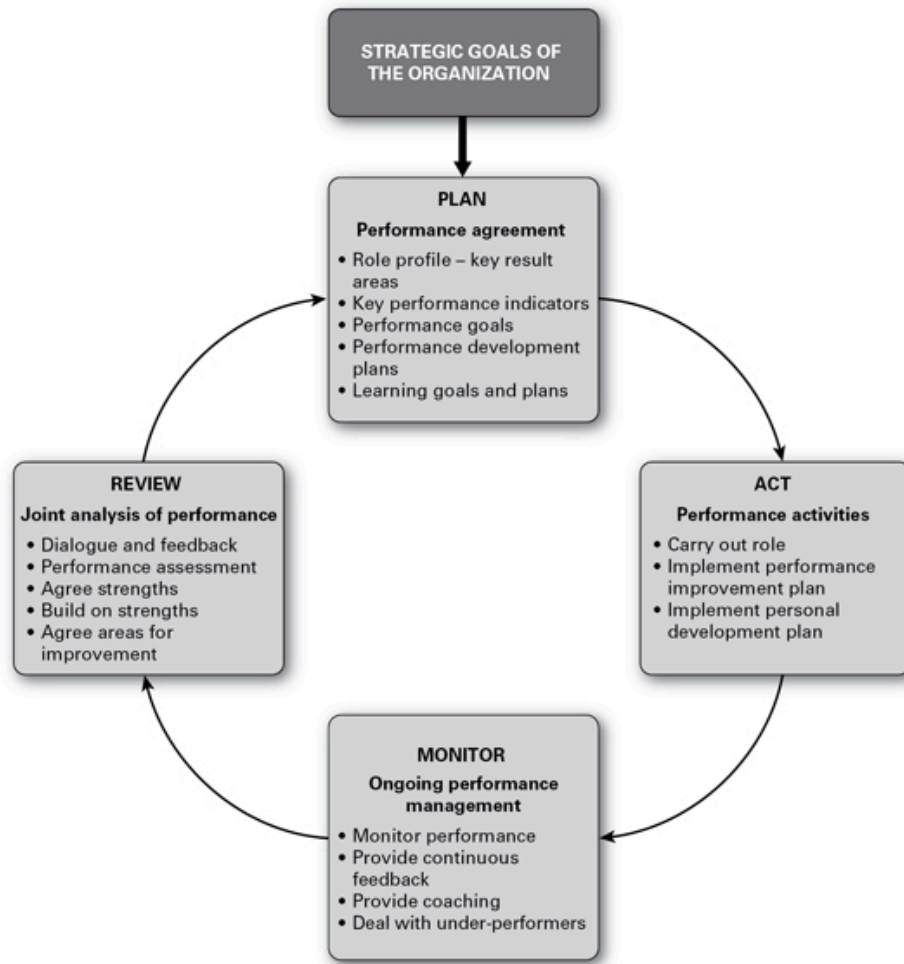 STRATEGIC GOALS OF
THE ORGANIZATION
PLAN
Performance agreement
• Role profile – key result
areas
• Key performance indicators
• Performance goals
• Performance development
plans
• Learning goals and plans
REVIEW
Joint analysis of performance
• Dialogue and feedback
• Performance assessment
• Agree strengths
• Build on strengths
• Agree areas for
improvement
ACT
Performance activities
• Carry out role
• Implement performance
improvement plan
• Implement personal
development plan
MONITOR
Ongoing performance
management
• Monitor performance
• Provide continuous
feedback
• Provide coaching
• Deal with under-performers